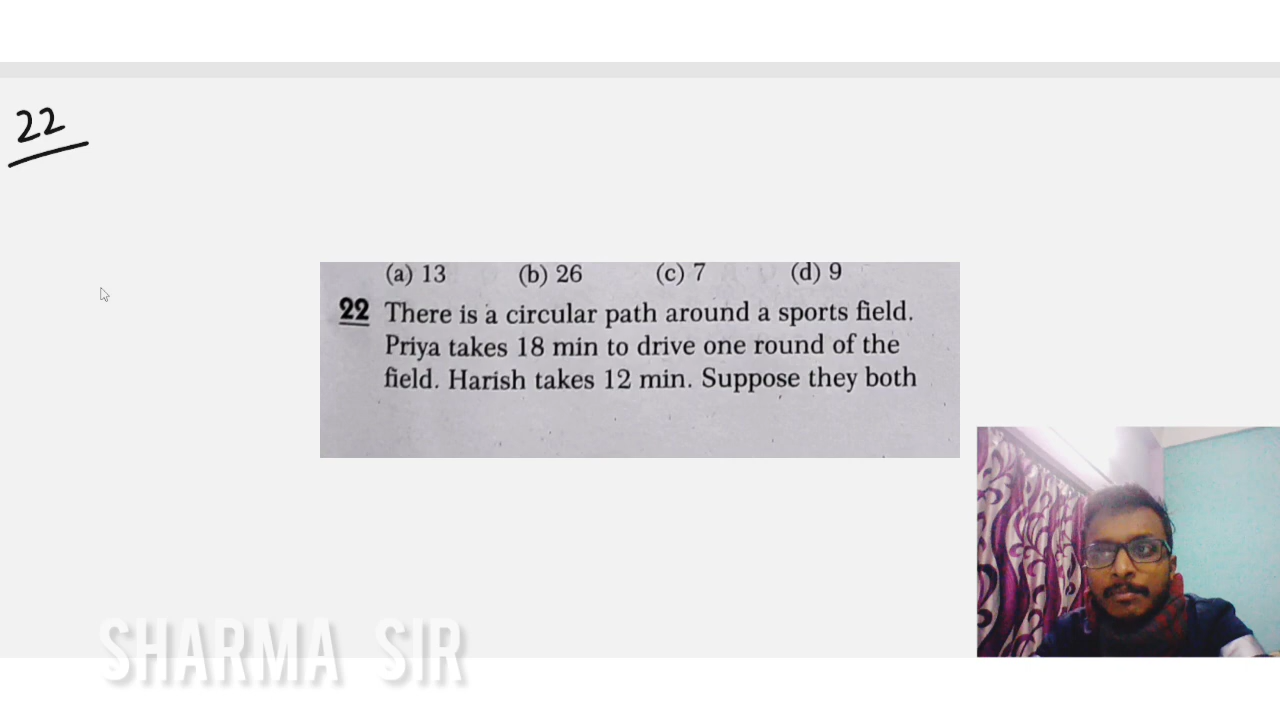 22
(a) 13 (b) 26 (c) 7 (d) 9
22 There is a circular path around a sports field.
Priya takes 18 min to drive one round of the
field. Harish takes 12 min. Suppose they both
SHARMA SIR